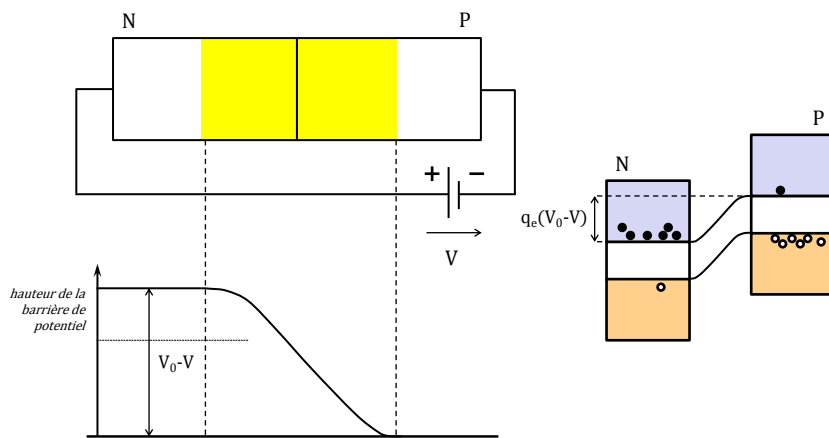 N
P
+
−
V
hauteur de la
barrière de
potentiel
V₀-V
N
P
qₑ(V₀-V)